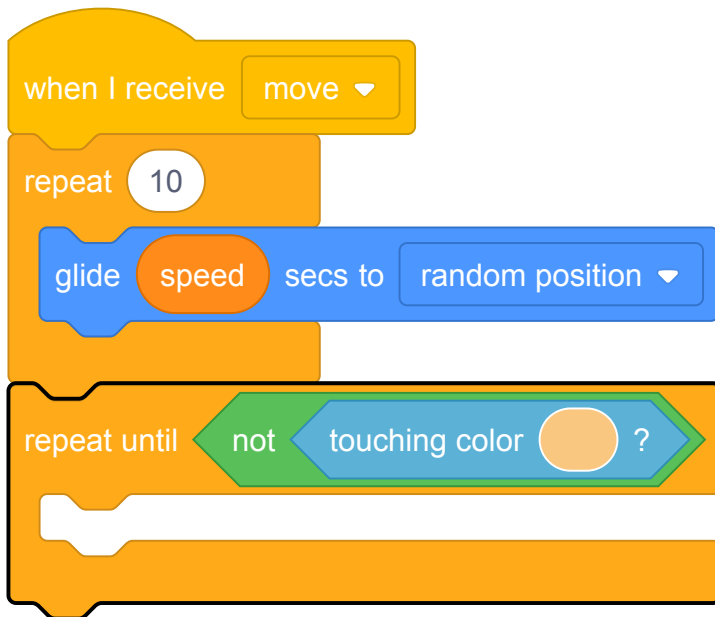 when I receive move
repeat 10
glide speed secs to random position
repeat until not touching color ?